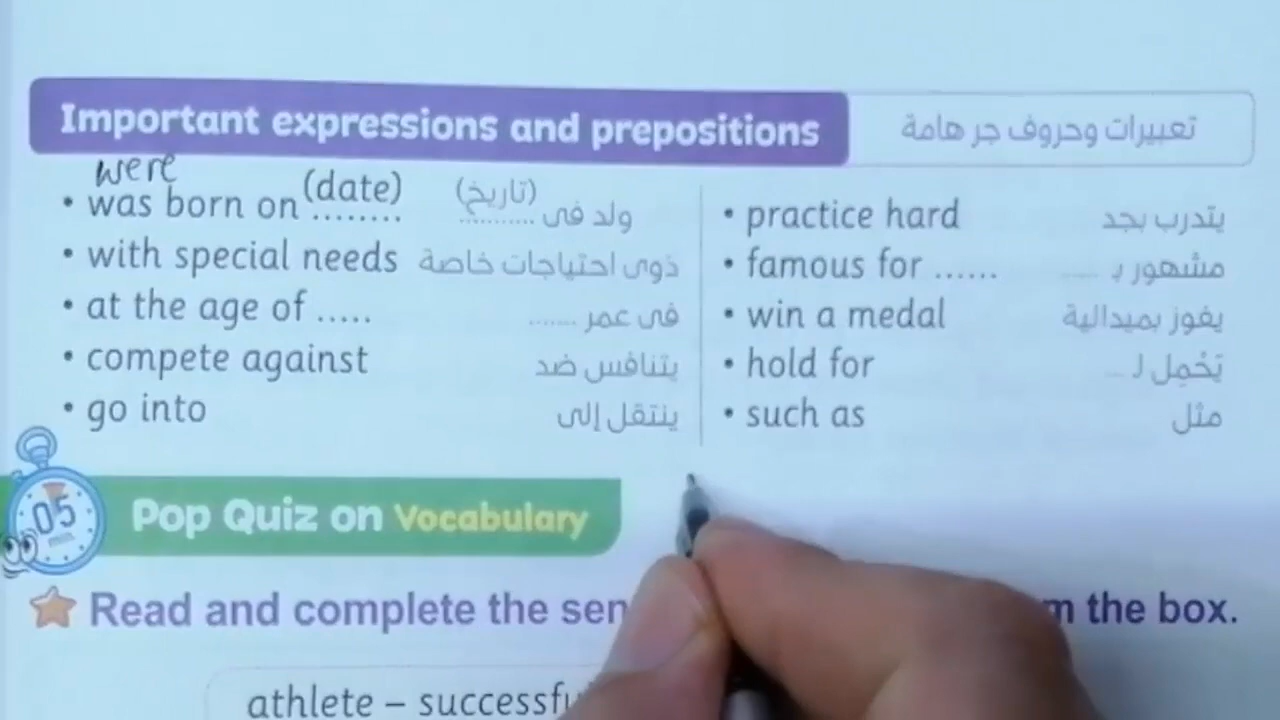 Important expressions and prepositions تعبيرات وحروف جر هامة
were
• was born on (date) ........ ولد فى (تاريخ) ..........
• with special needs ذوى احتياجات خاصة
• at the age of ..... فى عمر .......
• compete against يتنافس ضد
• go into ينتقل إلى
• practice hard يتدرب بجد
• famous for ...... مشهور بـ ......
• win a medal يفوز بميدالية
• hold for يَحْمِل لـ ...
• such as مثل
05
Pop Quiz on Vocabulary
Read and complete the the box.
athlete –